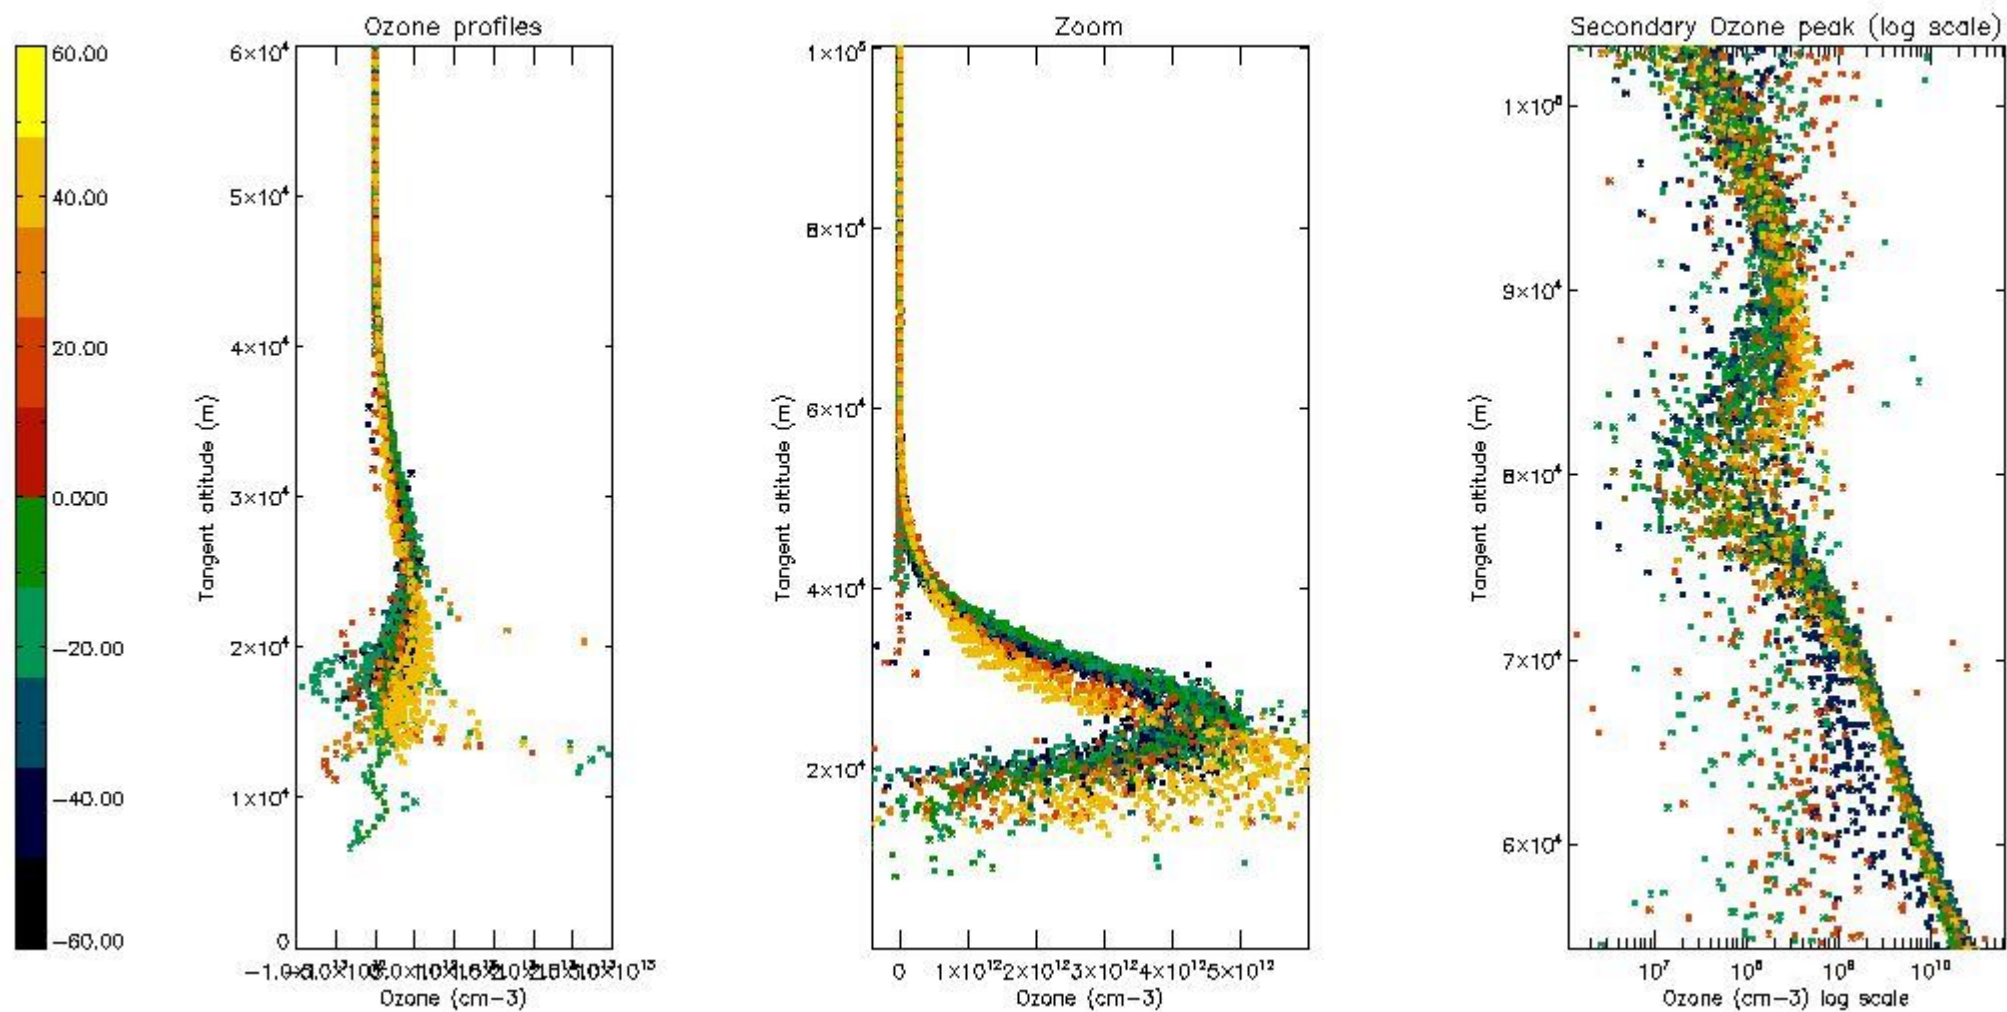 Ozone profiles
Zoom
Secondary Ozone peak (log scale)
60.00
40.00
20.00
0.000
−20.00
−40.00
−60.00
6×10⁴
5×10⁴
4×10⁴
3×10⁴
2×10⁴
1×10⁴
0
Tangent altitude (m)
Ozone (cm−3)
1×10⁵
8×10⁴
6×10⁴
4×10⁴
2×10⁴
Tangent altitude (m)
0 1×10¹² 2×10¹² 3×10¹² 4×10¹² 5×10¹²
Ozone (cm−3)
9×10⁴
8×10⁴
7×10⁴
6×10⁴
Tangent altitude (m)
10⁷ 10⁸ 10⁹ 10¹⁰
Ozone (cm−3) log scale